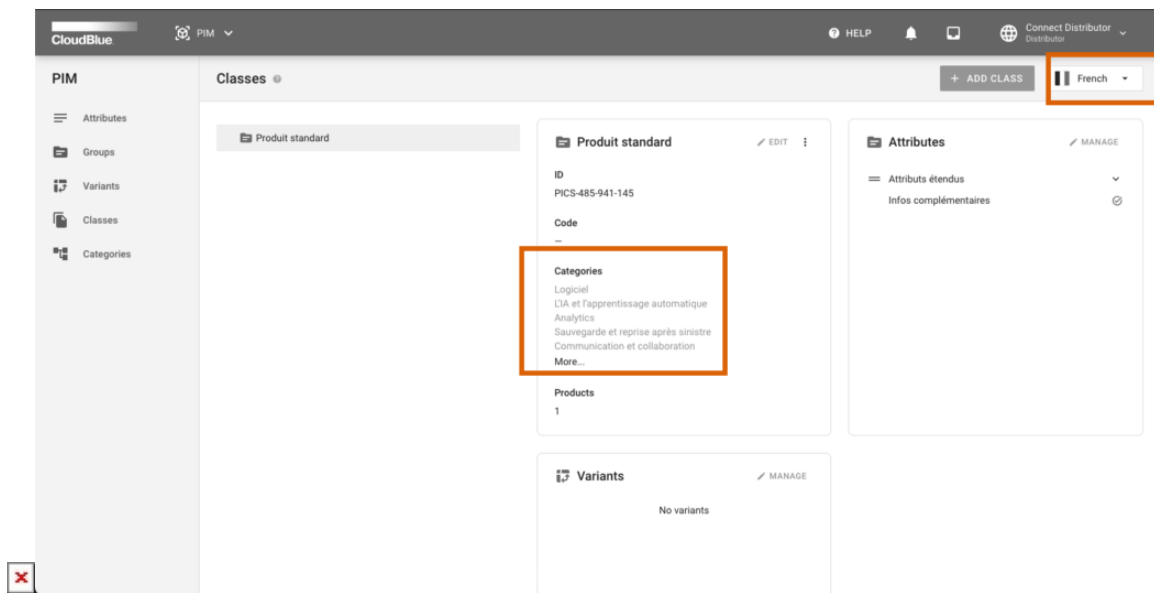 CloudBlue
PIM
HELP
Connect Distributor
Distributor
PIM
Classes
+ ADD CLASS
French
Attributes
Groups
Variants
Classes
Categories
Produit standard
Produit standard
EDIT
ID
PICS-485-941-145
Code
—
Categories
Logiciel
L'IA et l'apprentissage automatique
Analytics
Sauvegarde et reprise après sinistre
Communication et collaboration
More...
Products
1
Attributes
MANAGE
Attributs étendus
Infos complémentaires
Variants
MANAGE
No variants